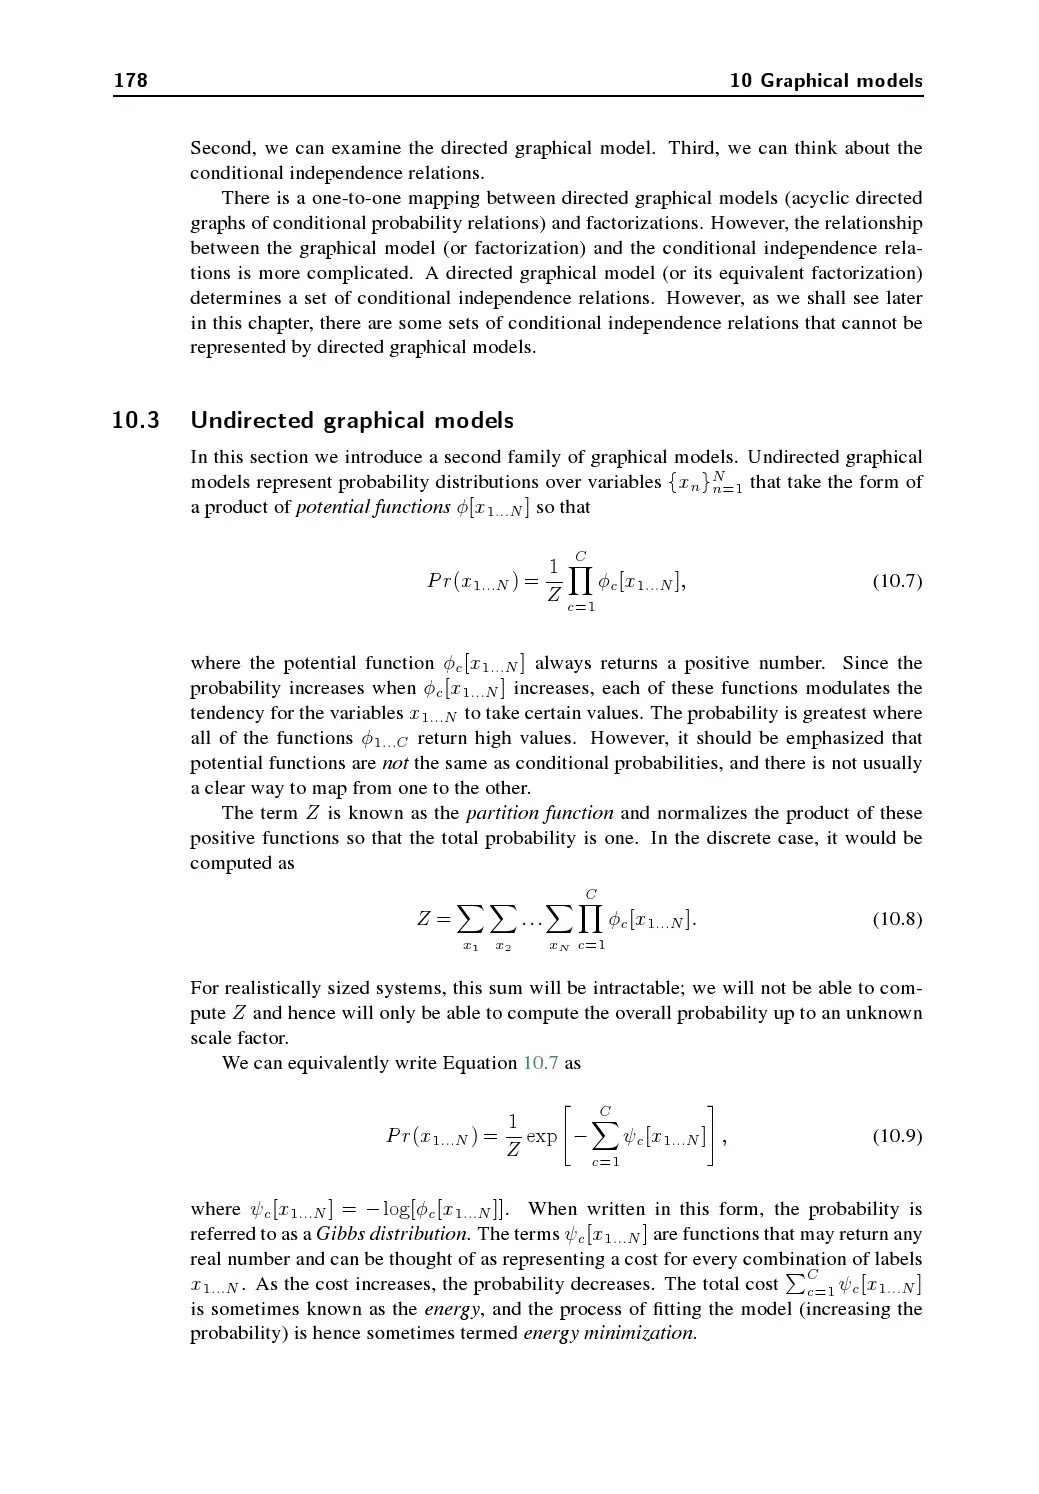 178 10 Graphical models
Second, we can examine the directed graphical model. Third, we can think about the
conditional independence relations.
There is a one-to-one mapping between directed graphical models (acyclic directed
graphs of conditional probability relations) and factorizations. However, the relationship
between the graphical model (or factorization) and the conditional independence rela-
tions is more complicated. A directed graphical model (or its equivalent factorization)
determines a set of conditional independence relations. However, as we shall see later
in this chapter, there are some sets of conditional independence relations that cannot be
represented by directed graphical models.
10.3 Undirected graphical models
In this section we introduce a second family of graphical models. Undirected graphical
models represent probability distributions over variables $\{x_n\}_{n=1}^{N}$ that take the form of
a product of potential functions $\phi[x_{1...N}]$ so that
$Pr(x_{1...N}) = \frac{1}{Z} \prod_{c=1}^{C} \phi_c[x_{1...N}],$ (10.7)
where the potential function $\phi_c[x_{1...N}]$ always returns a positive number. Since the
probability increases when $\phi_c[x_{1...N}]$ increases, each of these functions modulates the
tendency for the variables $x_{1...N}$ to take certain values. The probability is greatest where
all of the functions $\phi_{1...C}$ return high values. However, it should be emphasized that
potential functions are not the same as conditional probabilities, and there is not usually
a clear way to map from one to the other.
The term $Z$ is known as the partition function and normalizes the product of these
positive functions so that the total probability is one. In the discrete case, it would be
computed as
$Z = \sum_{x_1} \sum_{x_2} \ldots \sum_{x_N} \prod_{c=1}^{C} \phi_c[x_{1...N}].$ (10.8)
For realistically sized systems, this sum will be intractable; we will not be able to com-
pute $Z$ and hence will only be able to compute the overall probability up to an unknown
scale factor.
We can equivalently write Equation 10.7 as
$Pr(x_{1...N}) = \frac{1}{Z} \exp\left[-\sum_{c=1}^{C} \psi_c[x_{1...N}]\right],$ (10.9)
where $\psi_c[x_{1...N}] = -\log[\phi_c[x_{1...N}]]$. When written in this form, the probability is
referred to as a Gibbs distribution. The terms $\psi_c[x_{1...N}]$ are functions that may return any
real number and can be thought of as representing a cost for every combination of labels
$x_{1...N}$. As the cost increases, the probability decreases. The total cost $\sum_{c=1}^{C} \psi_c[x_{1...N}]$
is sometimes known as the energy, and the process of fitting the model (increasing the
probability) is hence sometimes termed energy minimization.